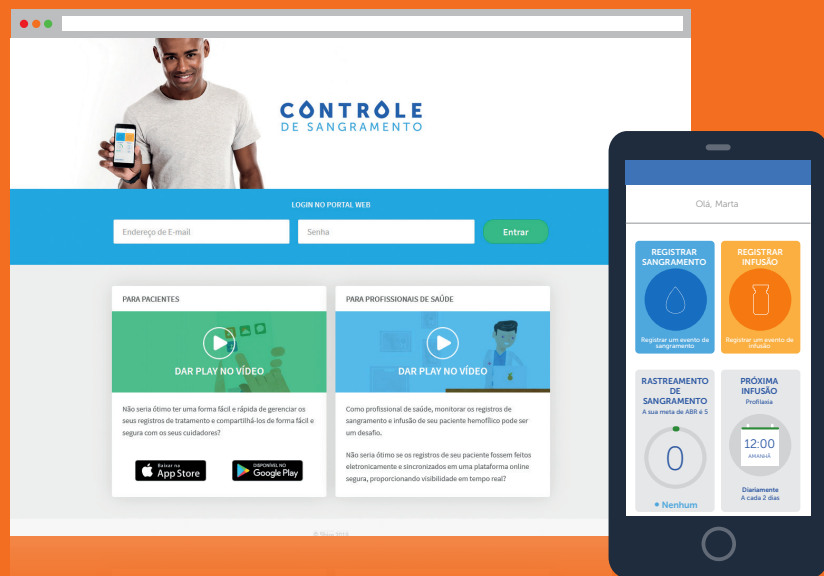 CONTROLE
DE SANGRAMENTO
LOGIN NO PORTAL WEB
Endereço de E-mail
Senha
Entrar
PARA PACIENTES
DAR PLAY NO VÍDEO
Não seria ótimo ter uma forma fácil e rápida de gerenciar os
seus registros de tratamento e compartilhá-los de forma fácil e
segura com os seus cuidadores?
Baixar na
App Store
DISPONÍVEL NO
Google Play
PARA PROFISSIONAIS DE SAÚDE
DAR PLAY NO VÍDEO
Como profissional de saúde, monitorar os registros de
sangramento e infusão de seu paciente hemofílico pode ser
um desafio.
Não seria ótimo se os registros de seu paciente fossem feitos
eletronicamente e sincronizados em uma plataforma online
segura, proporcionando visibilidade em tempo real?
Olá, Marta
REGISTRAR
SANGRAMENTO
Registrar um evento de
sangramento
REGISTRAR
INFUSÃO
Registrar um evento de
infusão
RASTREAMENTO
DE
SANGRAMENTO
A sua meta de ABR é 5
0
• Nenhum
PRÓXIMA
INFUSÃO
Profilaxia
12:00
AMANHÃ
Diariamente
A cada 2 dias